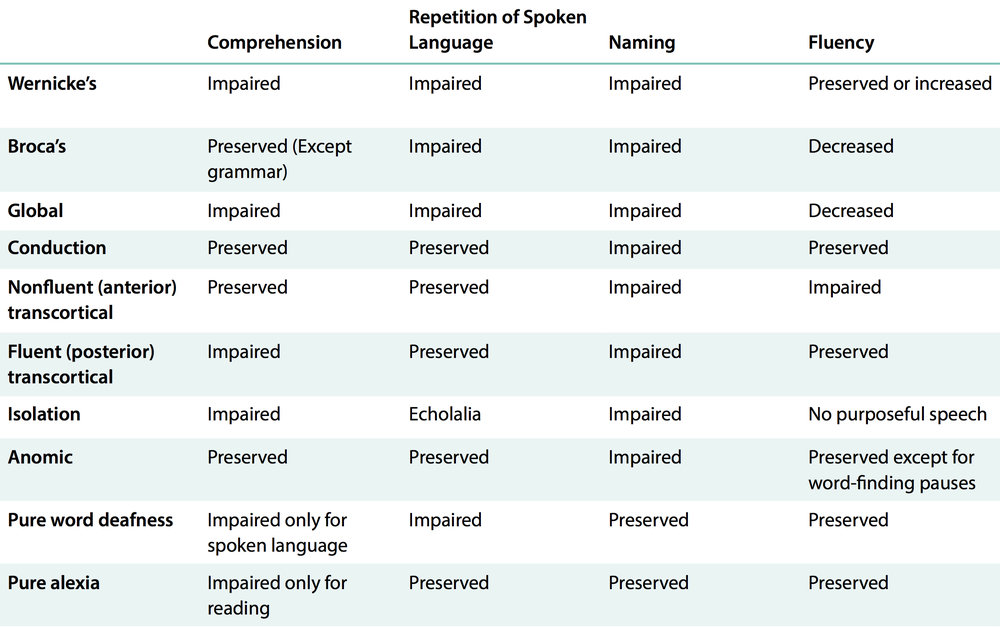 Comprehension Repetition of Spoken Language Naming Fluency
Wernicke’s Impaired Impaired Impaired Preserved or increased
Broca’s Preserved (Except grammar) Impaired Impaired Decreased
Global Impaired Impaired Impaired Decreased
Conduction Preserved Preserved Impaired Preserved
Nonfluent (anterior) transcortical Preserved Preserved Impaired Impaired
Fluent (posterior) transcortical Impaired Preserved Impaired Preserved
Isolation Impaired Echolalia Impaired No purposeful speech
Anomic Preserved Preserved Impaired Preserved except for word-finding pauses
Pure word deafness Impaired only for spoken language Impaired Preserved Preserved
Pure alexia Impaired only for reading Preserved Preserved Preserved